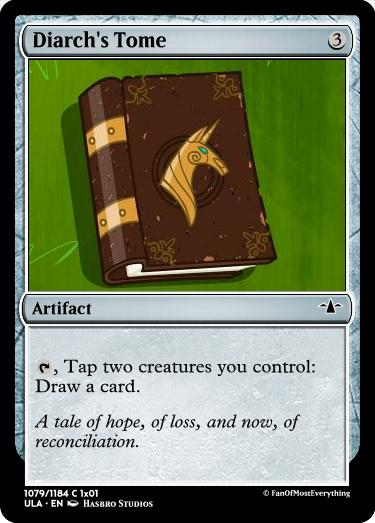 Diarch's Tome 3
Artifact
, Tap two creatures you control:
Draw a card.
A tale of hope, of loss, and now, of
reconciliation.
1079/1184 C 1x01
ULA • EN Hasbro Studios
© FanOfMostEverything